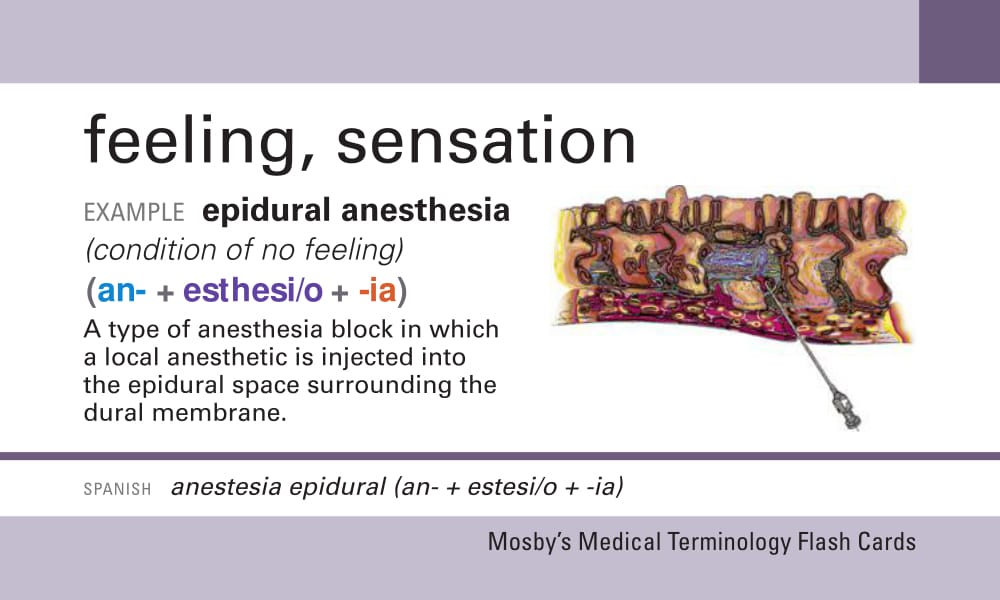 feeling, sensation
EXAMPLE epidural anesthesia
(condition of no feeling)
(an- + esthesi/o + -ia)
A type of anesthesia block in which
a local anesthetic is injected into
the epidural space surrounding the
dural membrane.
SPANISH anestesia epidural (an- + estesi/o + -ia)
Mosby's Medical Terminology Flash Cards